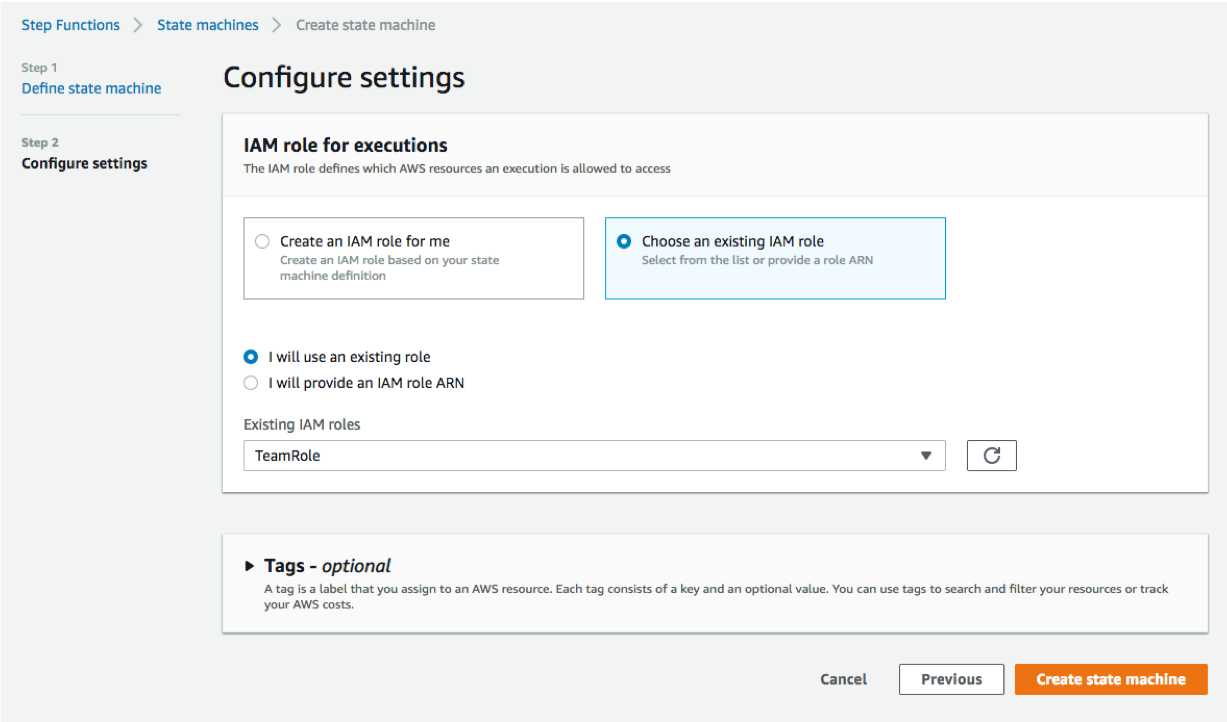 Step Functions > State machines > Create state machine
Step 1
Define state machine
Step 2
Configure settings
Configure settings
IAM role for executions
The IAM role defines which AWS resources an execution is allowed to access
Create an IAM role for me
Create an IAM role based on your state
machine definition
Choose an existing IAM role
Select from the list or provide a role ARN
I will use an existing role
I will provide an IAM role ARN
Existing IAM roles
TeamRole
Tags - optional
A tag is a label that you assign to an AWS resource. Each tag consists of a key and an optional value. You can use tags to search and filter your resources or track
your AWS costs.
Cancel
Previous
Create state machine